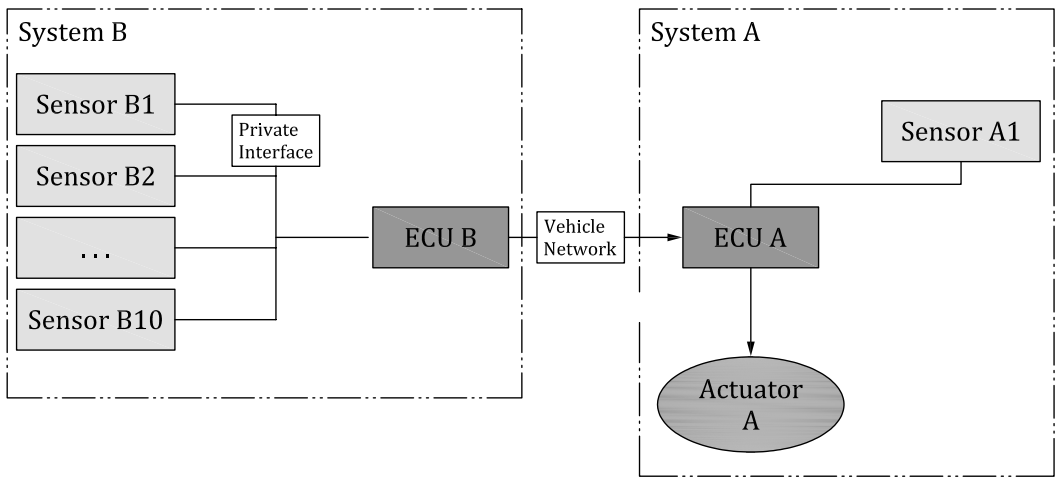 System B
Sensor B1
Private
Interface
Sensor B2
...
Sensor B10
ECU B
Vehicle
Network
System A
Sensor A1
ECU A
Actuator
A